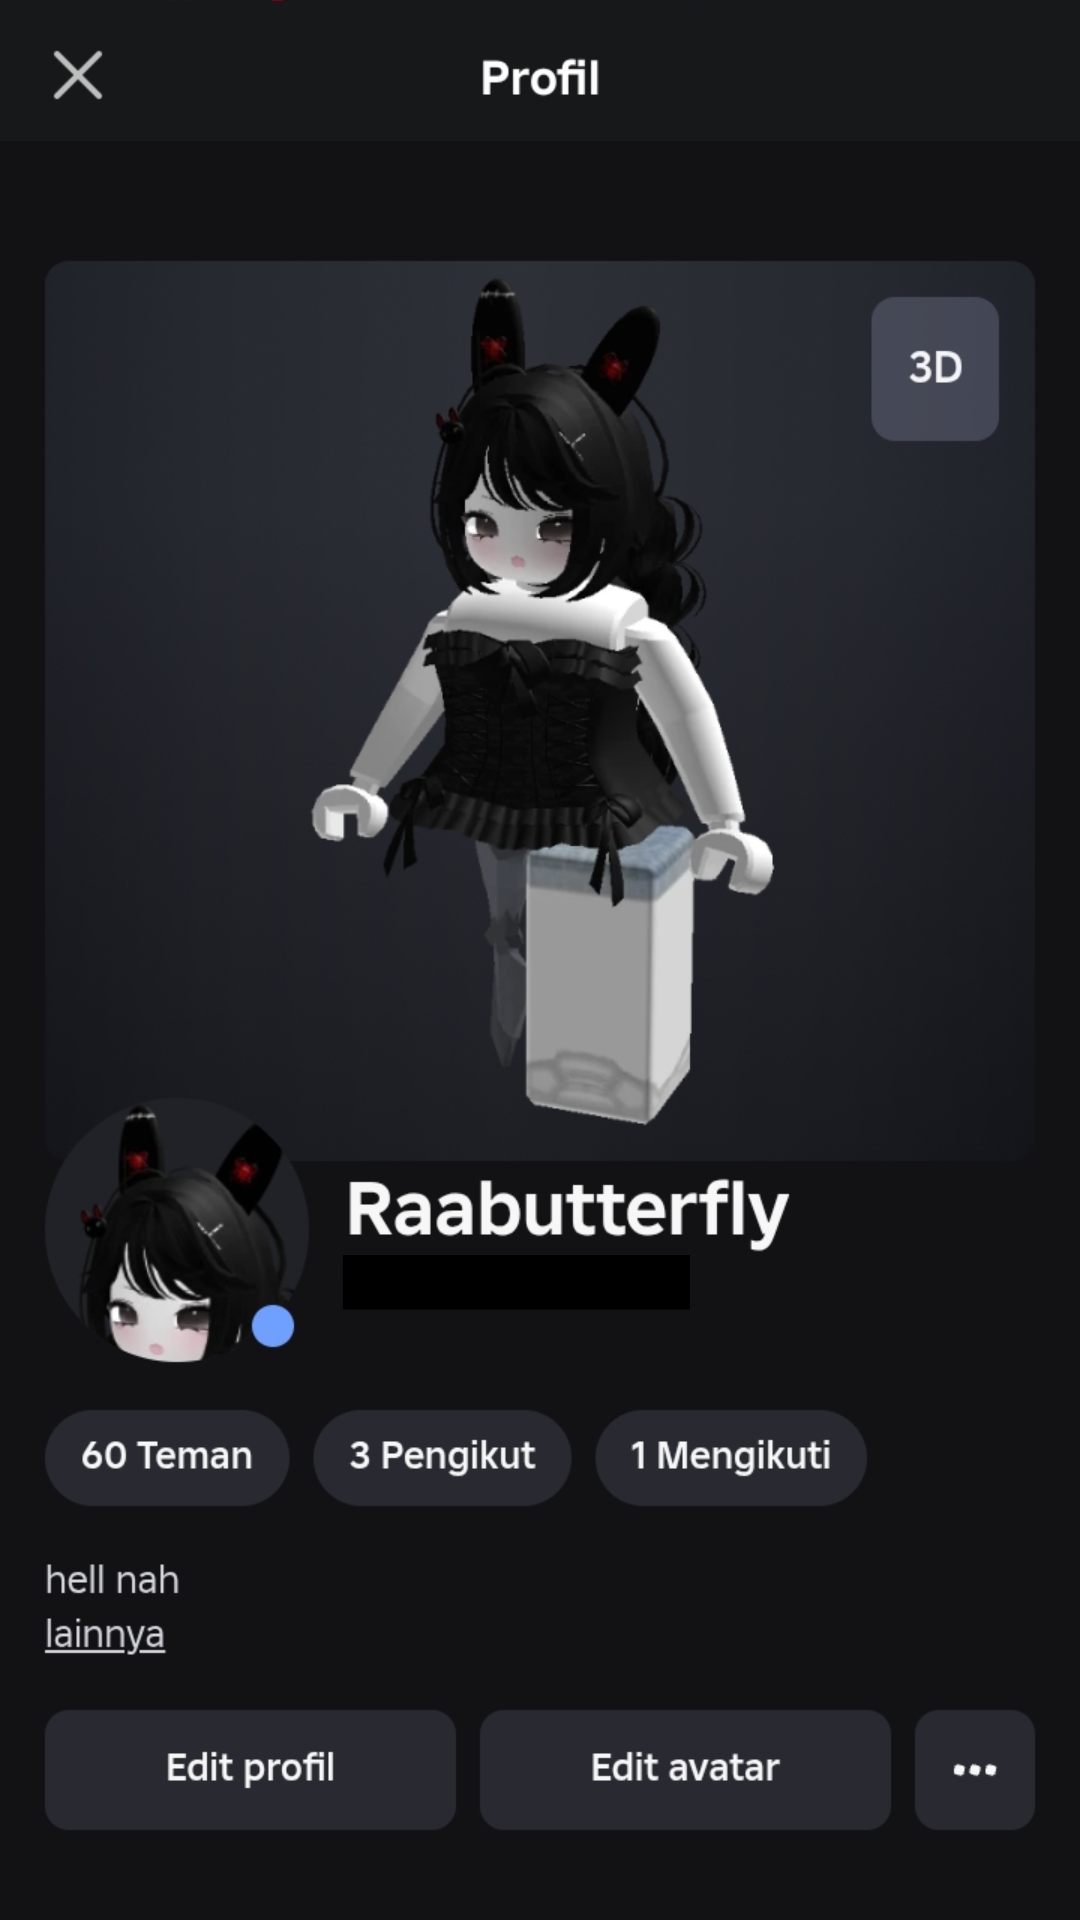 Profil
3D
Raabutterfly
60 Teman
3 Pengikut
1 Mengikuti
hell nah
lainnya
Edit profil
Edit avatar